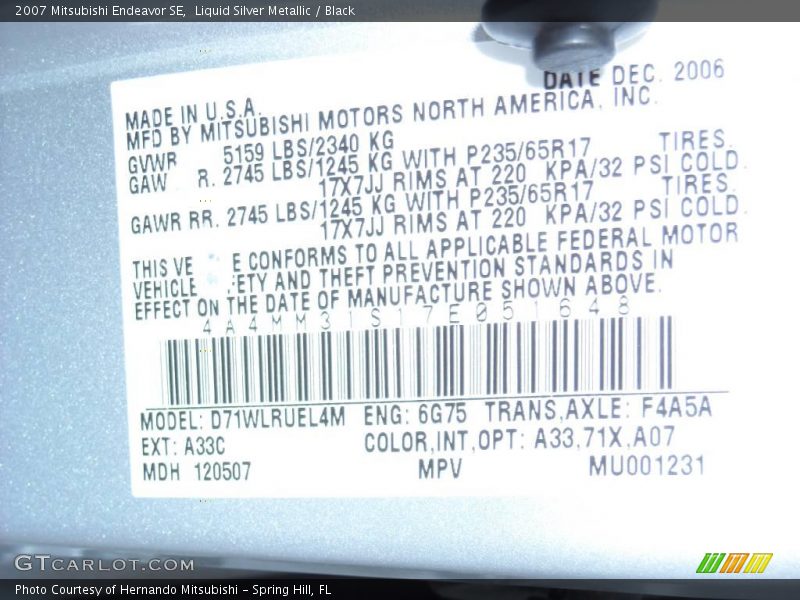 2007 Mitsubishi Endeavor SE,  Liquid Silver Metallic / Black
DATE DEC. 2006
MADE IN U.S.A.
MFD BY MITSUBISHI MOTORS NORTH AMERICA, INC.
GVWR 5159 LBS/2340 KG
GAW R. 2745 LBS/1245 KG WITH P235/65R17 TIRES.
17X7JJ RIMS AT 220 KPA/32 PSI COLD.
GAWR RR. 2745 LBS/1245 KG WITH P235/65R17 TIRES.
17X7JJ RIMS AT 220 KPA/32 PSI COLD.
THIS VE E CONFORMS TO ALL APPLICABLE FEDERAL MOTOR
VEHICLE ETY AND THEFT PREVENTION STANDARDS IN
EFFECT ON THE DATE OF MANUFACTURE SHOWN ABOVE.
4A4MM31S17E051648
MODEL: D71WLRUEL4M ENG: 6G75 TRANS,AXLE: F4A5A
EXT: A33C COLOR,INT,OPT: A33,71X,A07
MDH 120507 MPV MU001231
GTCARLOT.COM
Photo Courtesy of Hernando Mitsubishi - Spring Hill, FL